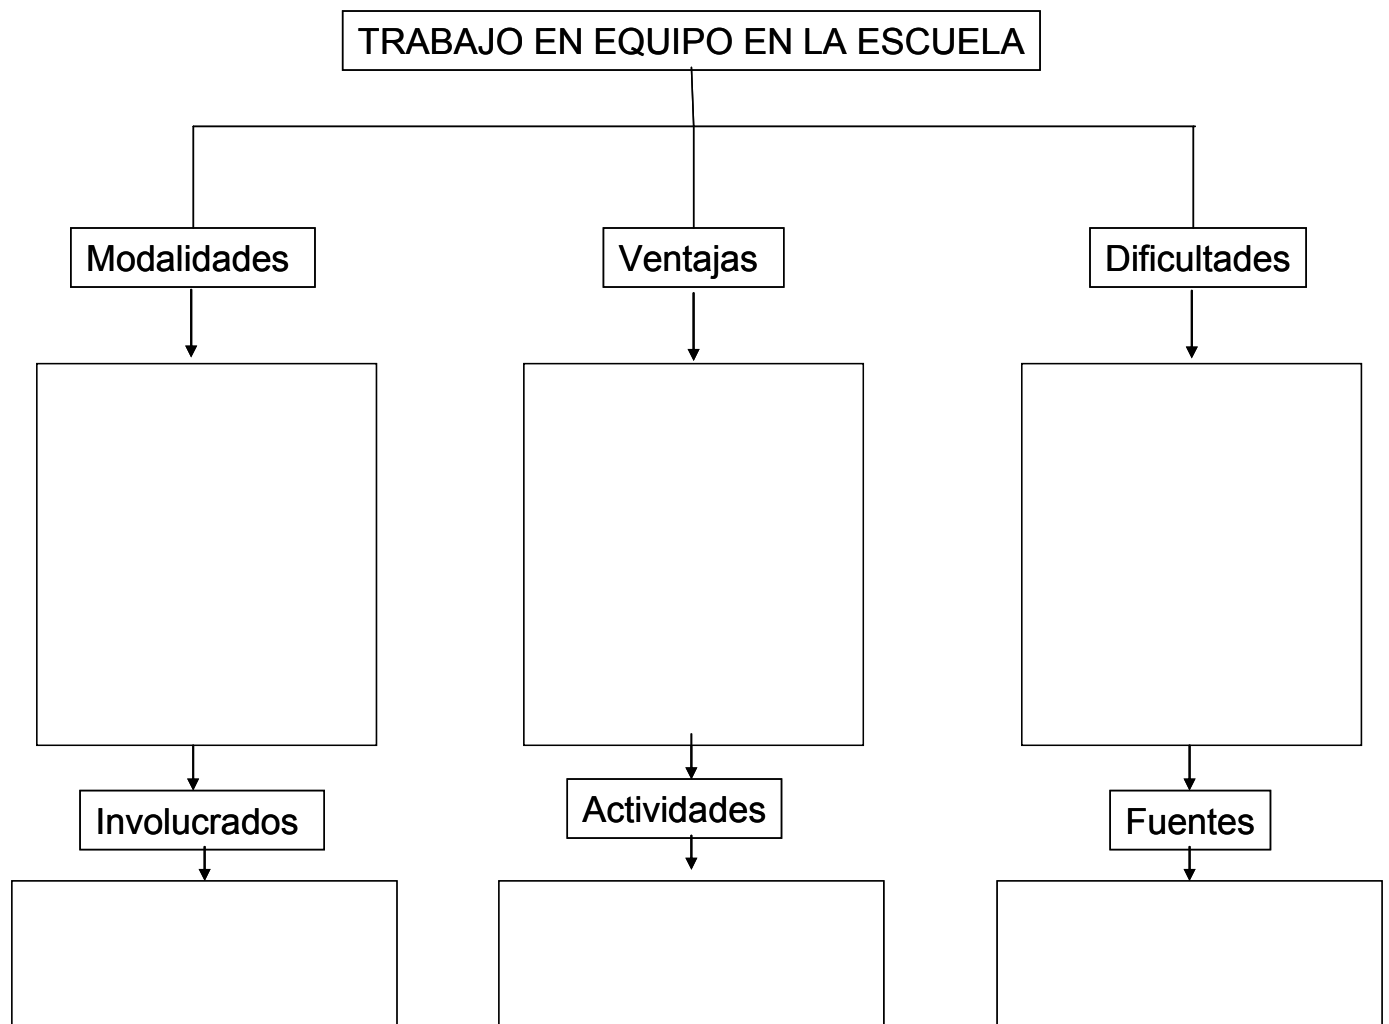 TRABAJO EN EQUIPO EN LA ESCUELA
Modalidades
Ventajas
Dificultades
Involucrados
Actividades
Fuentes